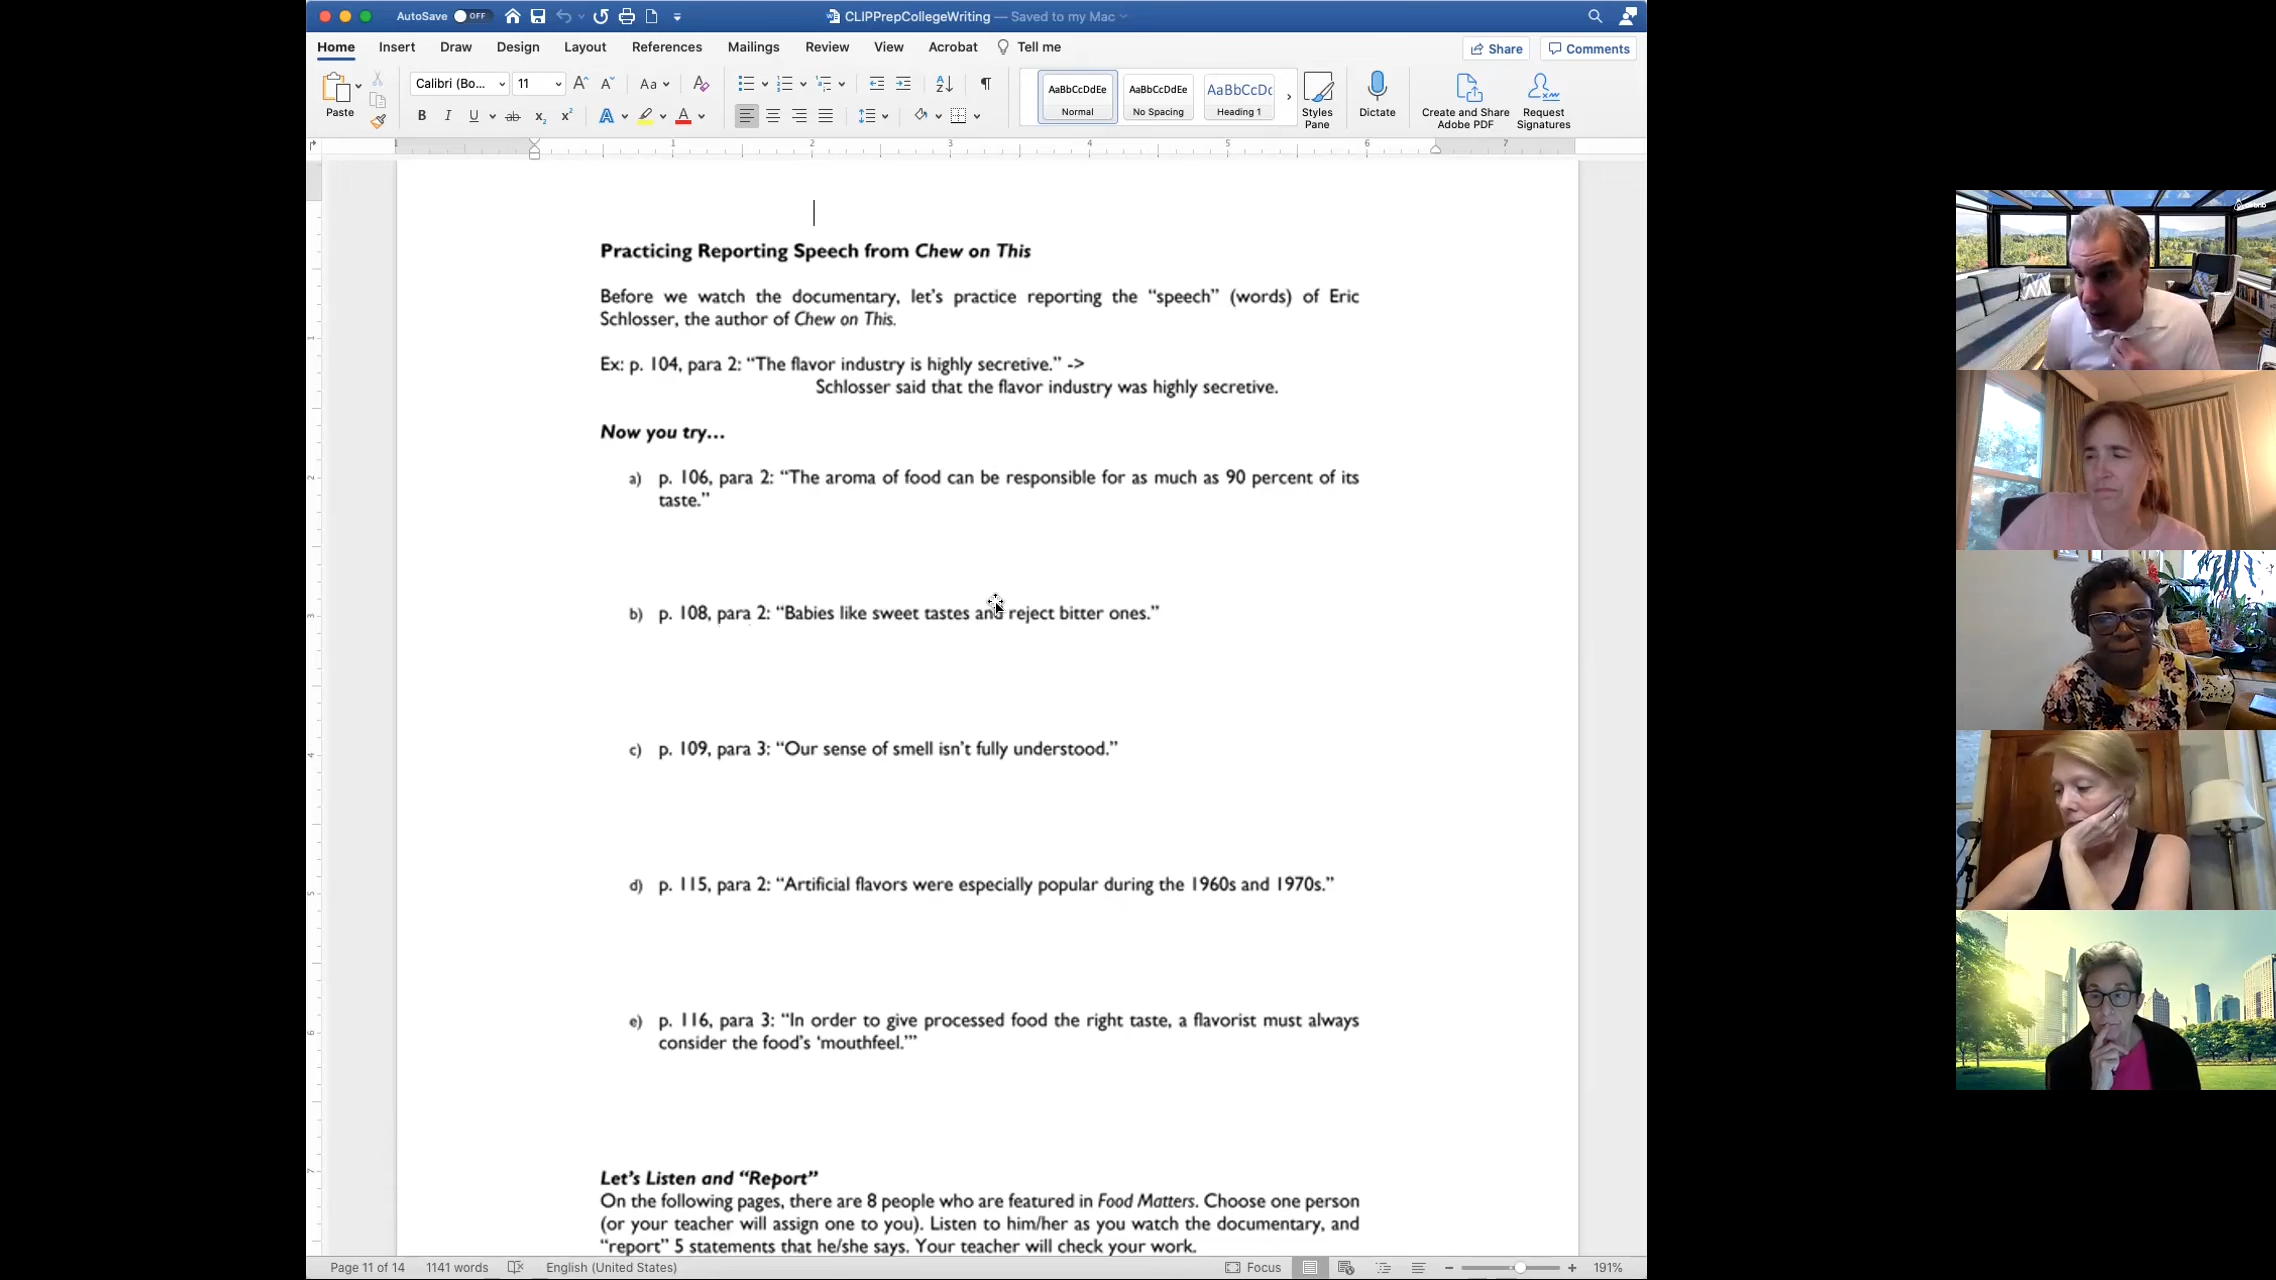 AutoSave OFF
CLIPPrepCollegeWriting — Saved to my Mac
Home Insert Draw Design Layout References Mailings Review View Acrobat Tell me
Share Comments
Calibri (Bo... 11
AaBbCcDdEe AaBbCcDdEe AaBbCcDc
Paste Normal No Spacing Heading 1 Styles Pane Dictate Create and Share Adobe PDF Request Signatures
1 1 2 3 4 5 6 7
Practicing Reporting Speech from Chew on This
Before we watch the documentary, let’s practice reporting the “speech” (words) of Eric
Schlosser, the author of Chew on This.
Ex: p. 104, para 2: “The flavor industry is highly secretive.” ->
Schlosser said that the flavor industry was highly secretive.
Now you try…
a) p. 106, para 2: “The aroma of food can be responsible for as much as 90 percent of its
taste.”
b) p. 108, para 2: “Babies like sweet tastes and reject bitter ones.”
c) p. 109, para 3: “Our sense of smell isn’t fully understood.”
d) p. 115, para 2: “Artificial flavors were especially popular during the 1960s and 1970s.”
e) p. 116, para 3: “In order to give processed food the right taste, a flavorist must always
consider the food’s ‘mouthfeel.’”
Let’s Listen and “Report”
On the following pages, there are 8 people who are featured in Food Matters. Choose one person
(or your teacher will assign one to you). Listen to him/her as you watch the documentary, and
“report” 5 statements that he/she says. Your teacher will check your work.
Page 11 of 14 1141 words English (United States) Focus 191%